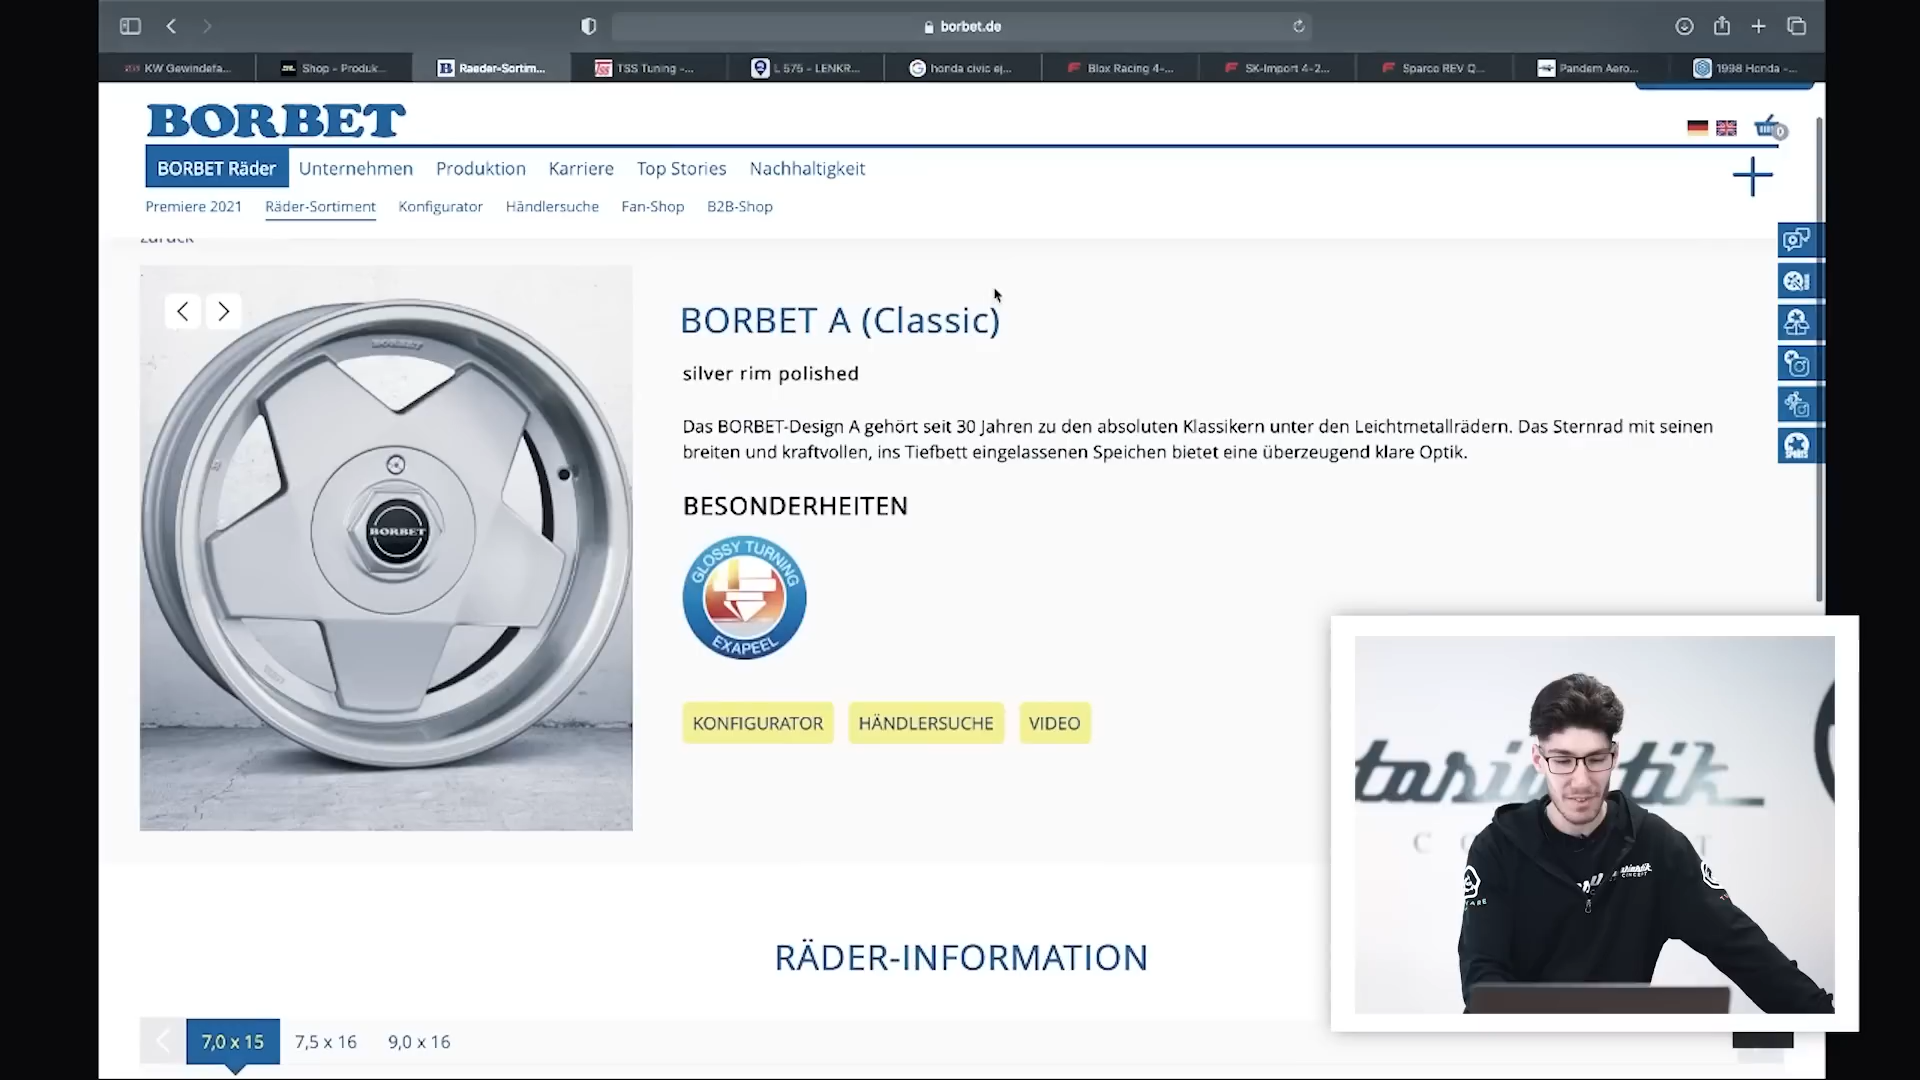 borbet.de
KW Gewindefa...
Shop - Produk...
Raeder-Sortim...
TSS Tuning -...
L 575 - LENKR...
honda civic ej...
Blox Racing 4-...
SK-Import 4-2...
Sparco REV Q...
Pandem Aero...
1998 Honda -...
BORBET
0
BORBET Räder
Unternehmen
Produktion
Karriere
Top Stories
Nachhaltigkeit
Premiere 2021
Räder-Sortiment
Konfigurator
Händlersuche
Fan-Shop
B2B-Shop
zurück
BORBET
BORBET
BORBET A (Classic)
silver rim polished
Das BORBET-Design A gehört seit 30 Jahren zu den absoluten Klassikern unter den Leichtmetallrädern. Das Sternrad mit seinen
breiten und kraftvollen, ins Tiefbett eingelassenen Speichen bietet eine überzeugend klare Optik.
BESONDERHEITEN
GLOSSY TURNING
EXAPEEL
KONFIGURATOR
HÄNDLERSUCHE
VIDEO
SPORTS
RÄDER-INFORMATION
7,0 x 15
7,5 x 16
9,0 x 16